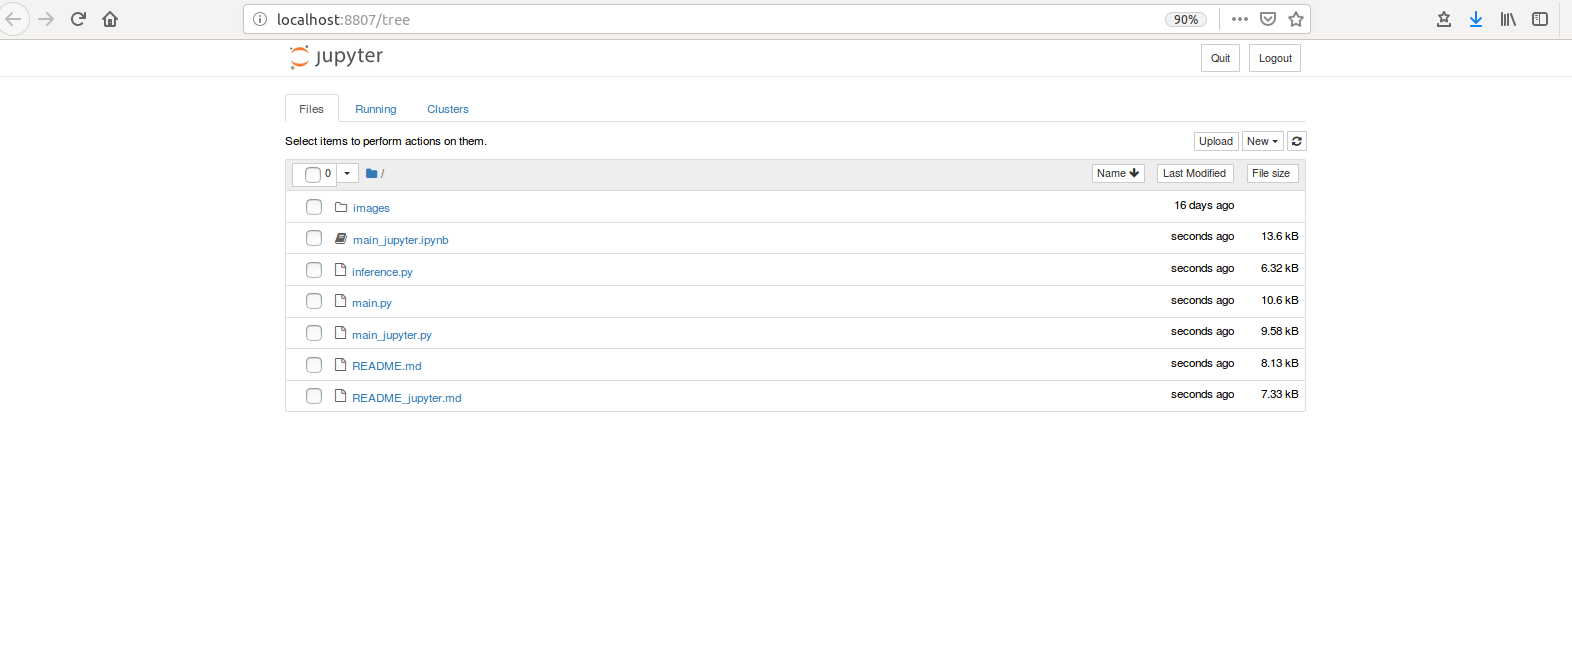 localhost:8807/tree 90%
jupyter Quit Logout
Files Running Clusters
Select items to perform actions on them. Upload New
0 / Name Last Modified File size
images 16 days ago
main_jupyter.ipynb seconds ago 13.6 kB
inference.py seconds ago 6.32 kB
main.py seconds ago 10.6 kB
main_jupyter.py seconds ago 9.58 kB
README.md seconds ago 8.13 kB
README_jupyter.md seconds ago 7.33 kB